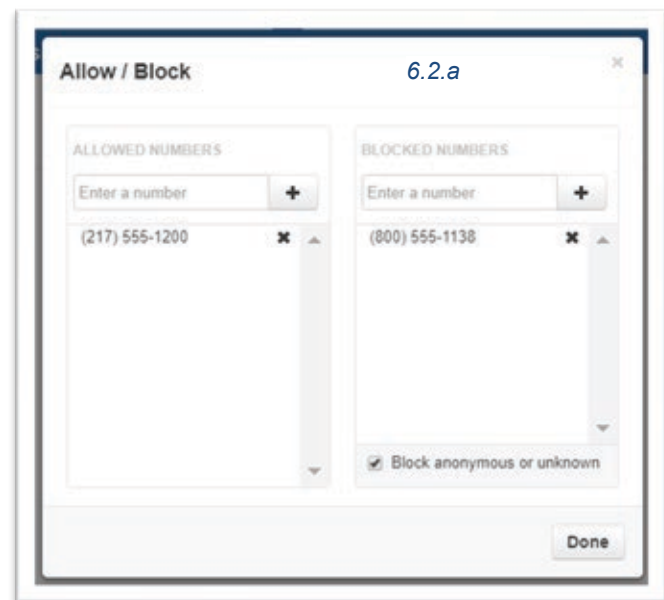 Allow / Block
6.2.a
×
ALLOWED NUMBERS
Enter a number
+
(217) 555-1200 ✖
BLOCKED NUMBERS
Enter a number
+
(800) 555-1138 ✖
Block anonymous or unknown
Done